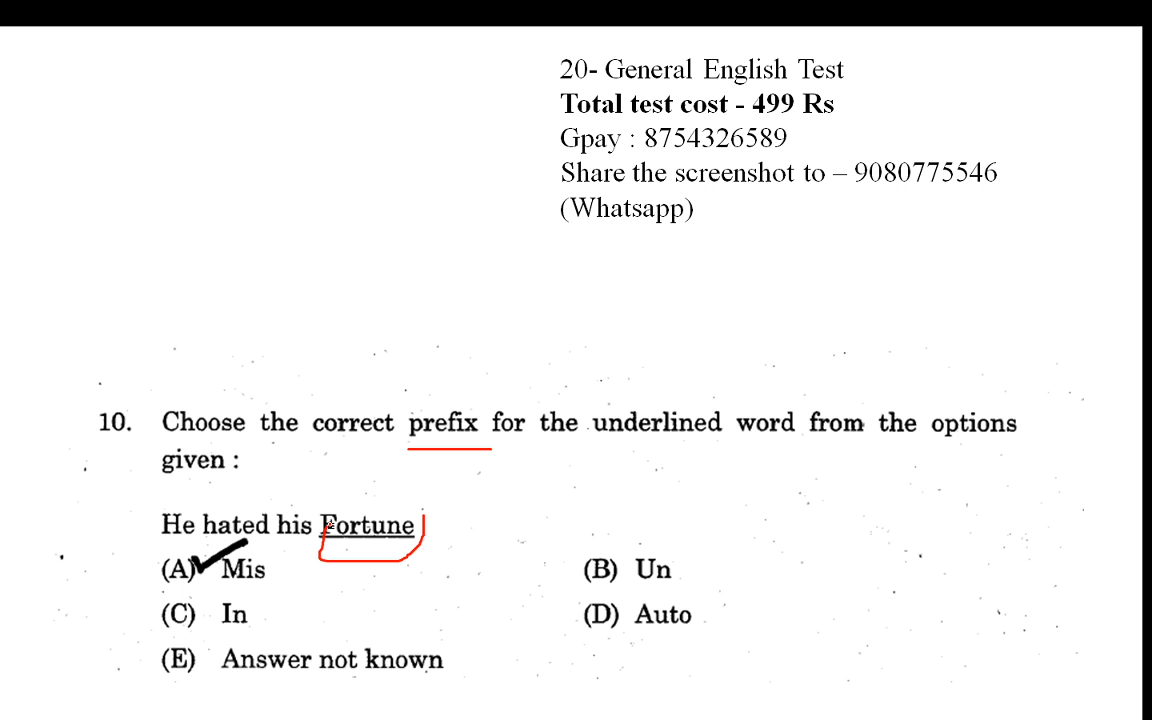 20- General English Test
Total test cost - 499 Rs
Gpay : 8754326589
Share the screenshot to – 9080775546
(Whatsapp)
10. Choose the correct prefix for the underlined word from the options
given :
He hated his Fortune
(A) Mis (B) Un
(C) In (D) Auto
(E) Answer not known